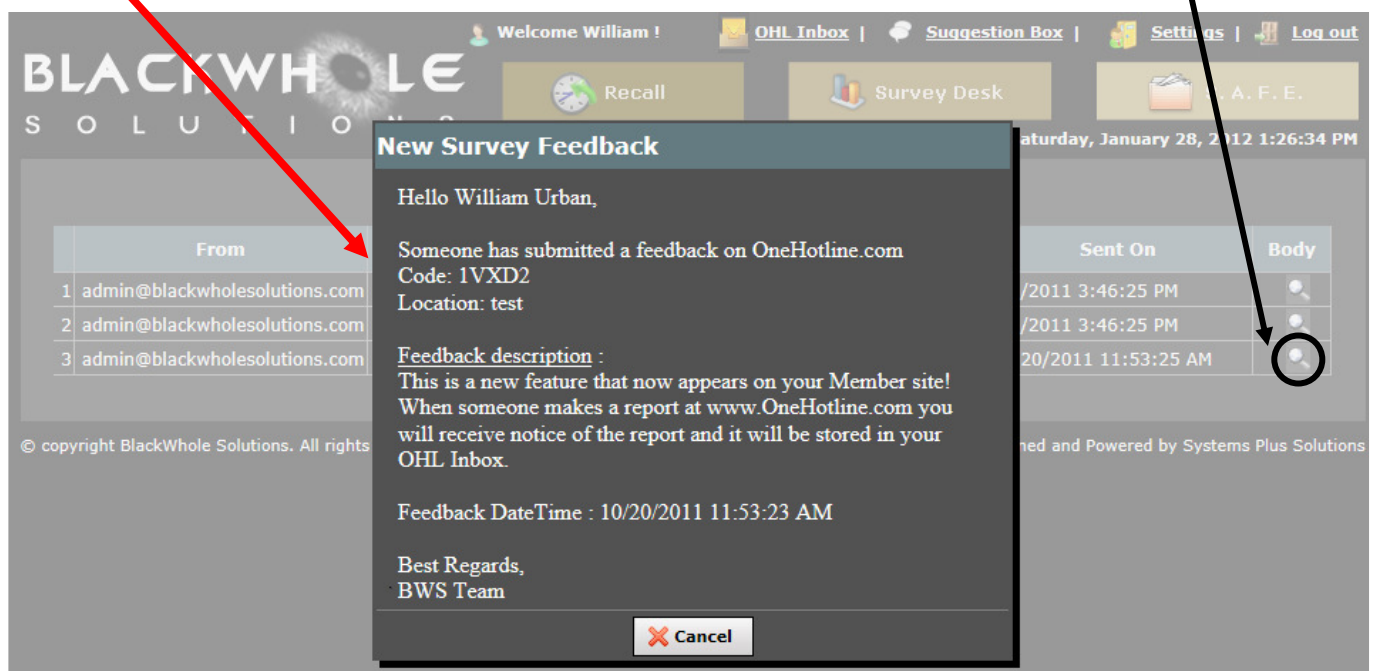 Welcome William ! OHL Inbox | Suggestion Box | Settings | Log out
BLACKWHOLE
SOLUTIONS
Recall Survey Desk S. A. F. E.
aturday, January 28, 2012 1:26:34 PM
New Survey Feedback
Hello William Urban,
Someone has submitted a feedback on OneHotline.com
Code: 1VXD2
Location: test
Feedback description :
This is a new feature that now appears on your Member site!
When someone makes a report at www.OneHotline.com you
will receive notice of the report and it will be stored in your
OHL Inbox.
Feedback DateTime : 10/20/2011 11:53:23 AM
Best Regards,
BWS Team
Cancel
From Sent On Body
1 admin@blackwholesolutions.com /2011 3:46:25 PM
2 admin@blackwholesolutions.com /2011 3:46:25 PM
3 admin@blackwholesolutions.com 20/2011 11:53:25 AM
© copyright BlackWhole Solutions. All rights ned and Powered by Systems Plus Solutions